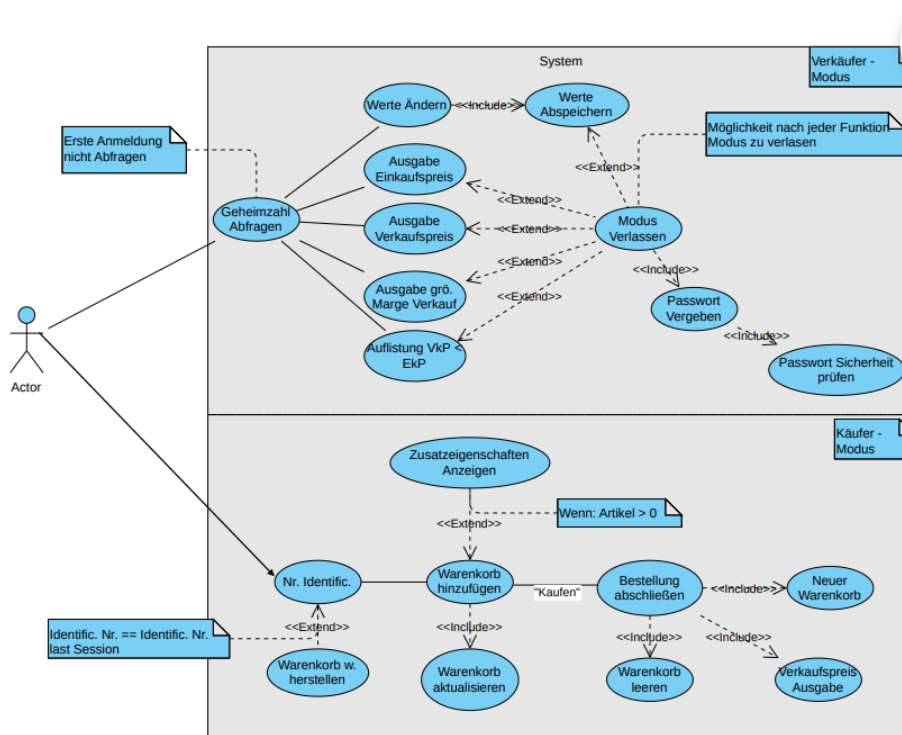 System
Verkäufer -
Modus
Werte Ändern
<<Include>>
Werte
Abspeichern
Erste Anmeldung
nicht Abfragen
Möglichkeit nach jeder Funktion
Modus zu verlasen
Ausgabe
Einkaufspreis
<<Extend>>
<<Extend>>
Geheimzahl
Abfragen
Ausgabe
Verkaufspreis
<<Extend>>
Modus
Verlassen
<<Extend>>
<<Include>>
Ausgabe grö.
Marge Verkauf
<<Extend>>
Passwort
Vergeben
<<Include>>
Auflistung VkP <
EkP
Passwort Sicherheit
prüfen
Actor
Käufer -
Modus
Zusatzeigenschaften
Anzeigen
<<Extend>>
Wenn: Artikel > 0
Nr. Identific.
Warenkorb
hinzufügen
"Kaufen"
Bestellung
abschließen
<<Include>>
Neuer
Warenkorb
Identific. Nr. == Identific. Nr.
last Session
<<Extend>>
<<Include>>
<<Include>>
<<Include>>
Warenkorb w.
herstellen
Warenkorb
aktualisieren
Warenkorb
leeren
Verkaufspreis
Ausgabe